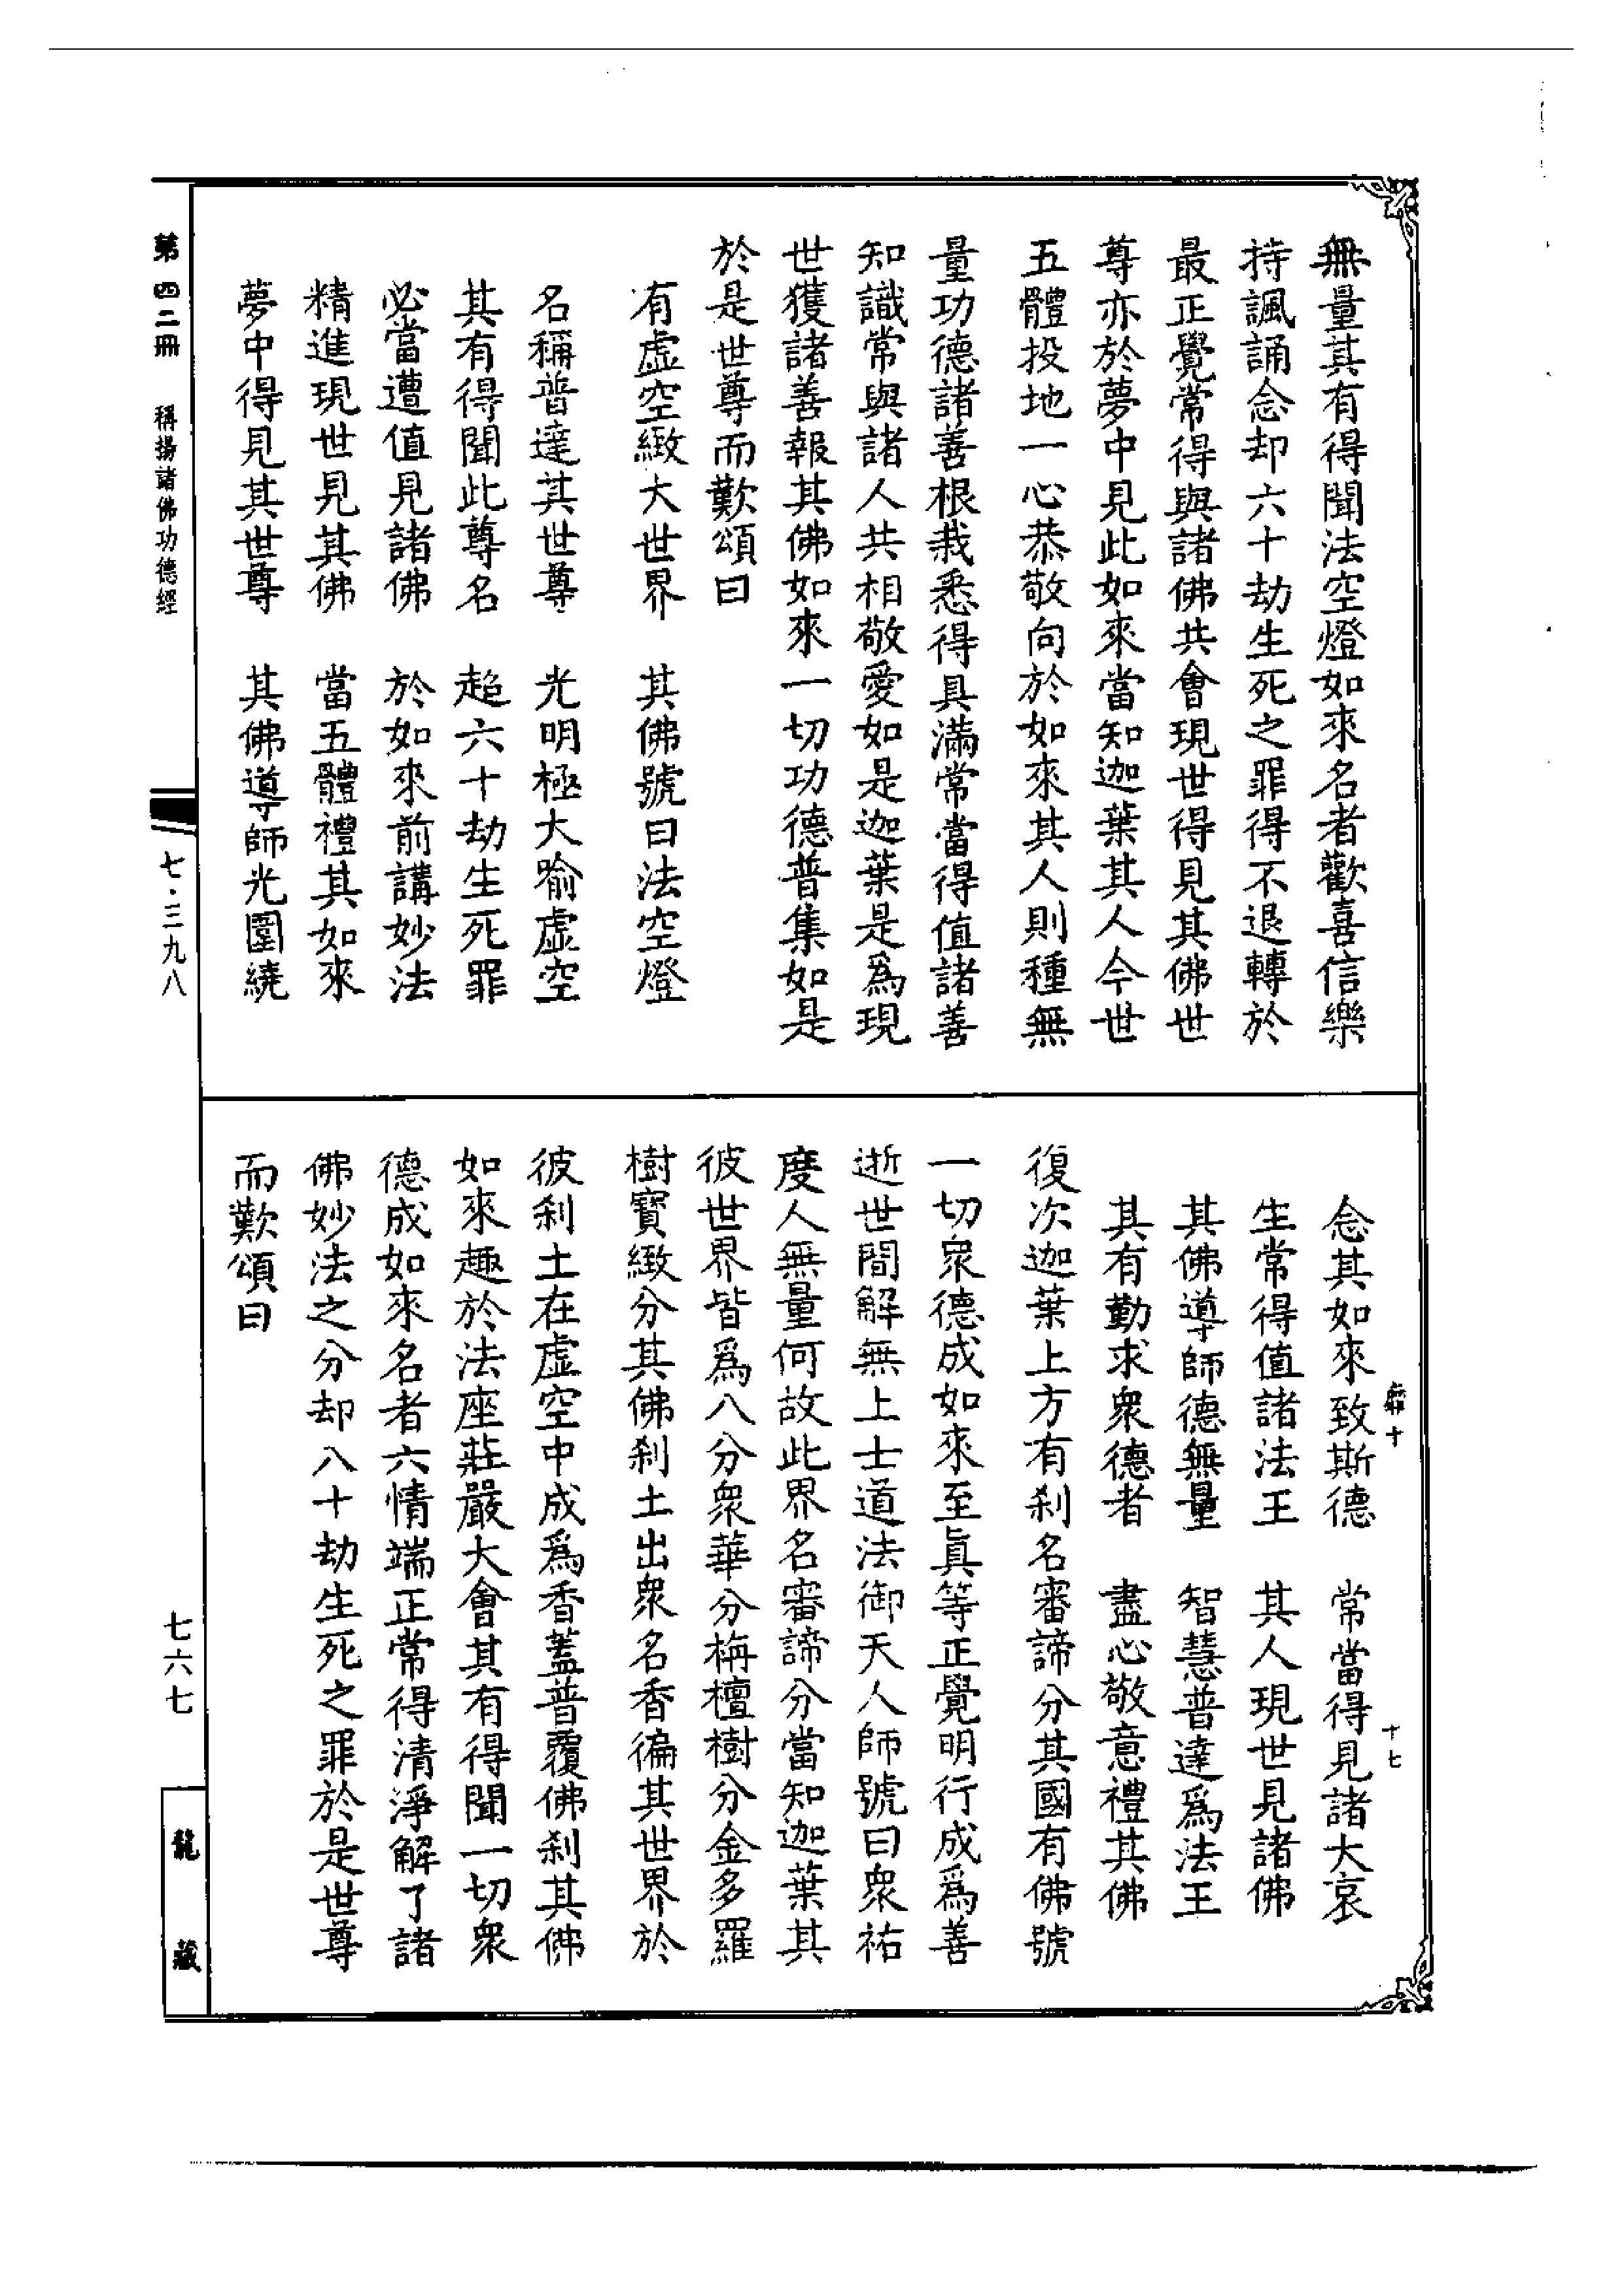 無量其有得聞法空燈如來名者歡喜信樂
持諷誦念却六十劫生死之罪得不退轉於
最正覺常得與諸佛共會現世得見其佛世
尊亦於夢中見此如來當知迦葉其人今世
五體投地一心恭敬向於如來其人則種無
量功德諸善根栽悉得具滿常當得值諸善
知識常與諸人共相敬愛如是迦葉是為現
世獲諸善報其佛如來一切功德普集如是
於是世尊而歎頌曰
有虛空緻大世界　其佛號曰法空燈
名稱普達其世尊　光明極大喻虛空
其有得聞此尊名　超六十劫生死罪
必當遭值見諸佛　於如來前講妙法
精進現世見其佛　當五體禮其如來
夢中得見其世尊　其佛導師光圍繞
念其如來致斯德　常當得見諸大哀
生常得值諸法王　其人現世見諸佛
其佛導師德無量　智慧普達為法王
其有勤求衆德者　盡心敬意禮其佛
復次迦葉上方有刹名審諦分其國有佛號
一切衆德成如來至真等正覺明行成為善
逝世間解無上士道法御天人師號曰衆祐
度人無量何故此界名審諦分當知迦葉其
彼世界皆為八分衆華分栴檀樹分金多羅
樹寶緻分其佛刹土出衆名香徧其世界於
彼刹土在虛空中成為香蓋普覆佛刹其佛
如來趣於法座莊嚴大會其有得聞一切衆
德成如來名者六情端正常得清淨解了諸
佛妙法之分却八十劫生死之罪於是世尊
而歎頌曰
十七
第四二冊　稱揚諸佛功德經
七·三九八
七六七
龍藏